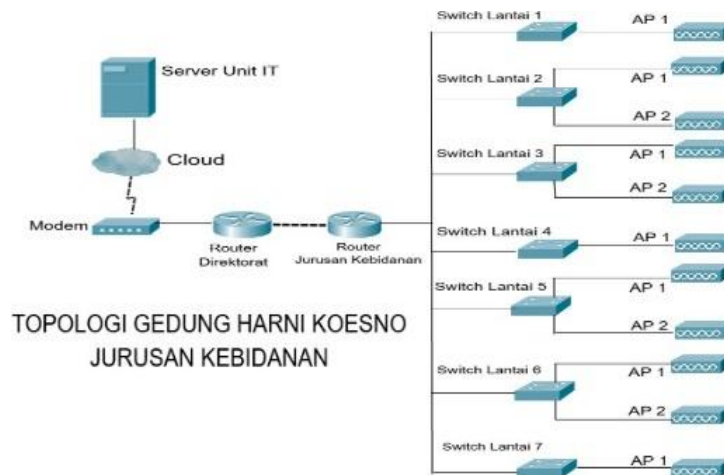 Server Unit IT
Cloud
Modem
Router
Direktorat
Router
Jurusan Kebidanan
TOPOLOGI GEDUNG HARNI KOESNO
JURUSAN KEBIDANAN
Switch Lantai 1
AP 1
Switch Lantai 2
AP 1
AP 2
Switch Lantai 3
AP 1
AP 2
Switch Lantai 4
AP 1
Switch Lantai 5
AP 1
AP 2
Switch Lantai 6
AP 1
AP 2
Switch Lantai 7
AP 1